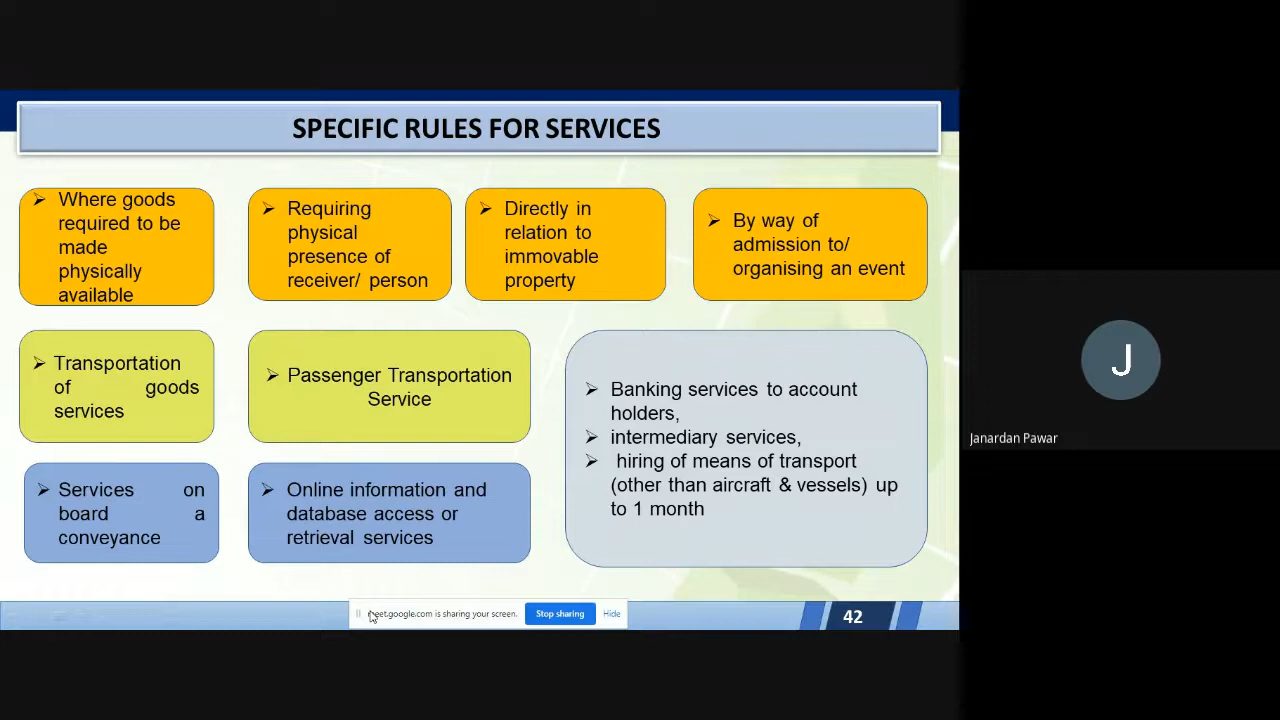 SPECIFIC RULES FOR SERVICES
Where goods
required to be
made
physically
available
Requiring
physical
presence of
receiver/ person
Directly in
relation to
immovable
property
By way of
admission to/
organising an event
Transportation
of goods
services
Passenger Transportation
Service
Banking services to account
holders,
intermediary services,
hiring of means of transport
(other than aircraft & vessels) up
to 1 month
Services on
board a
conveyance
Online information and
database access or
retrieval services
eet.google.com is sharing your screen.
Stop sharing
Hide
42
J
Janardan Pawar